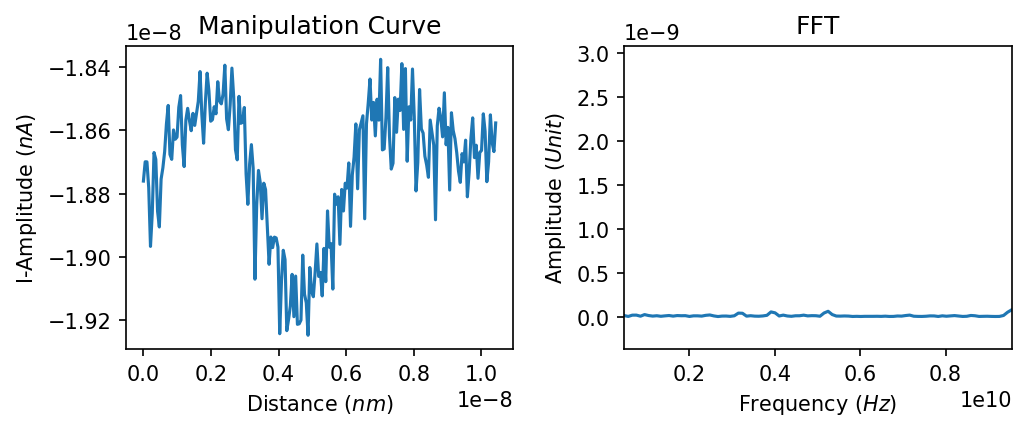 Manipulation Curve
1e−8
I-Amplitude (nA)
−1.84
−1.86
−1.88
−1.90
−1.92
0.0 0.2 0.4 0.6 0.8 1.0
1e−8
Distance (nm)
FFT
1e−9
Amplitude (Unit)
3.0
2.5
2.0
1.5
1.0
0.5
0.0
0.2 0.4 0.6 0.8
1e10
Frequency (Hz)